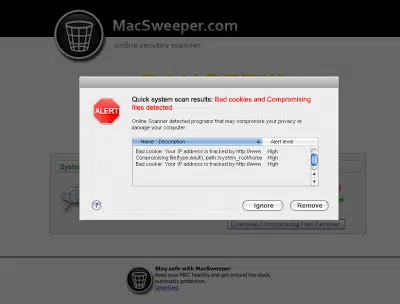 MacSweeper.com
online secutiry scanner
Quick system scan results: Bad cookies and Compromising
files detected.
ALERT
Online Scanner detected programs that may compromise your privacy or
damage your computer.
Name : Description Alert level
Bad cookie: Your IP address is tracked by http://www High
Compromising file(type:adult), path:/system_root/home High
Bad cookie: Your IP address is tracked by http://www High
Syste
?
Ignore Remove
Download Compromising Files Remover
Stay safe with MacSweeper
Keep your MAC healthy and get around the clock,
automatic protection.
Download